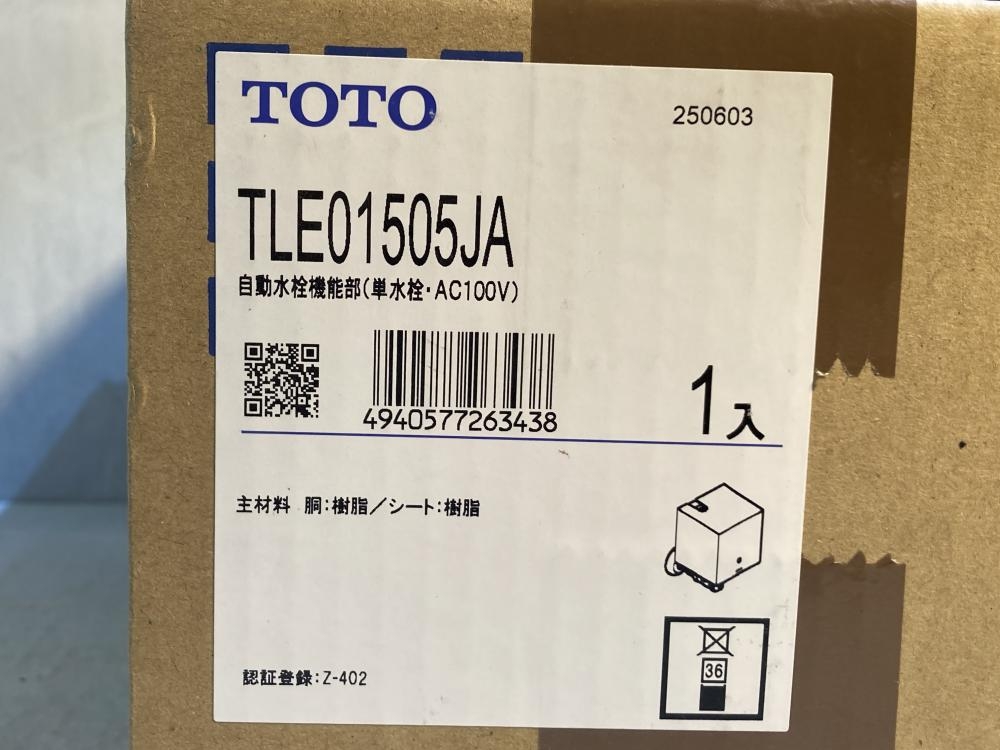 TOTO
250603
TLE01505JA
自動水栓機能部(単水栓・AC100V)
4940577263438
1入
主材料 胴:樹脂/シート:樹脂
36
認証登録:Z-402